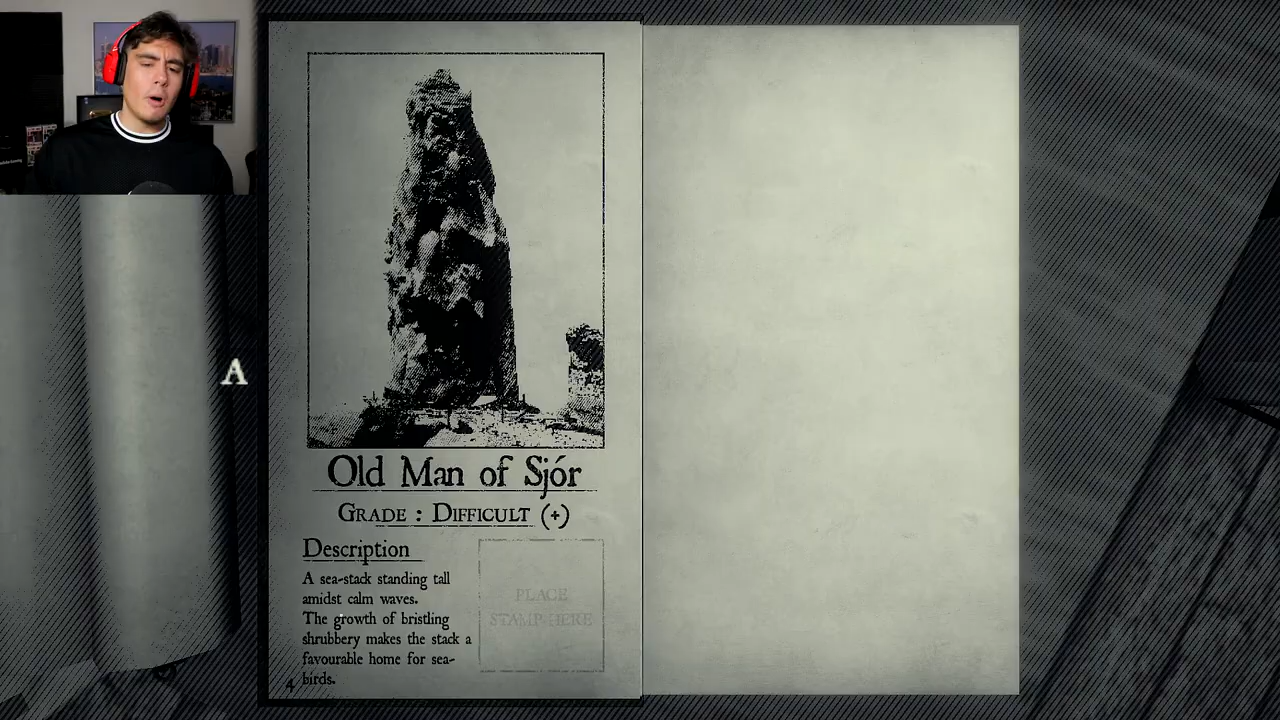 A
Old Man of Sjór
Grade : Difficult (+)
Description
A sea-stack standing tall
amidst calm waves.
The growth of bristling
shrubbery makes the stack a
favourable home for sea-
birds.
PLACE
STAMP HERE
4